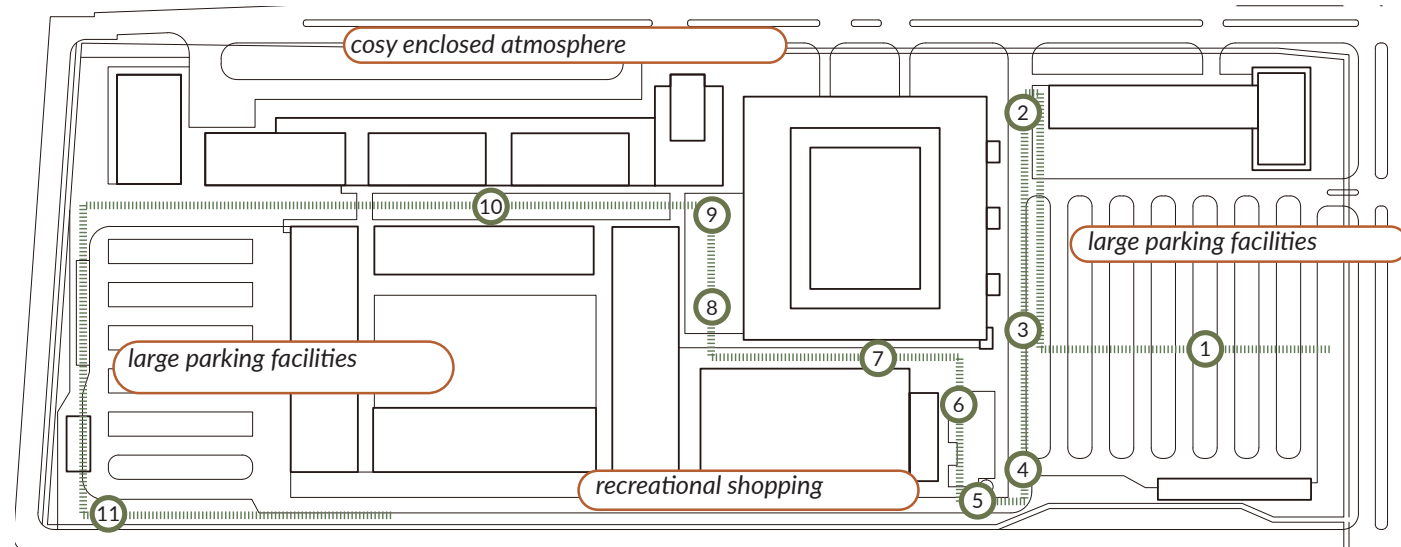 cosy enclosed atmosphere
2
10
9
large parking facilities
8
3
1
7
large parking facilities
6
4
recreational shopping
5
11